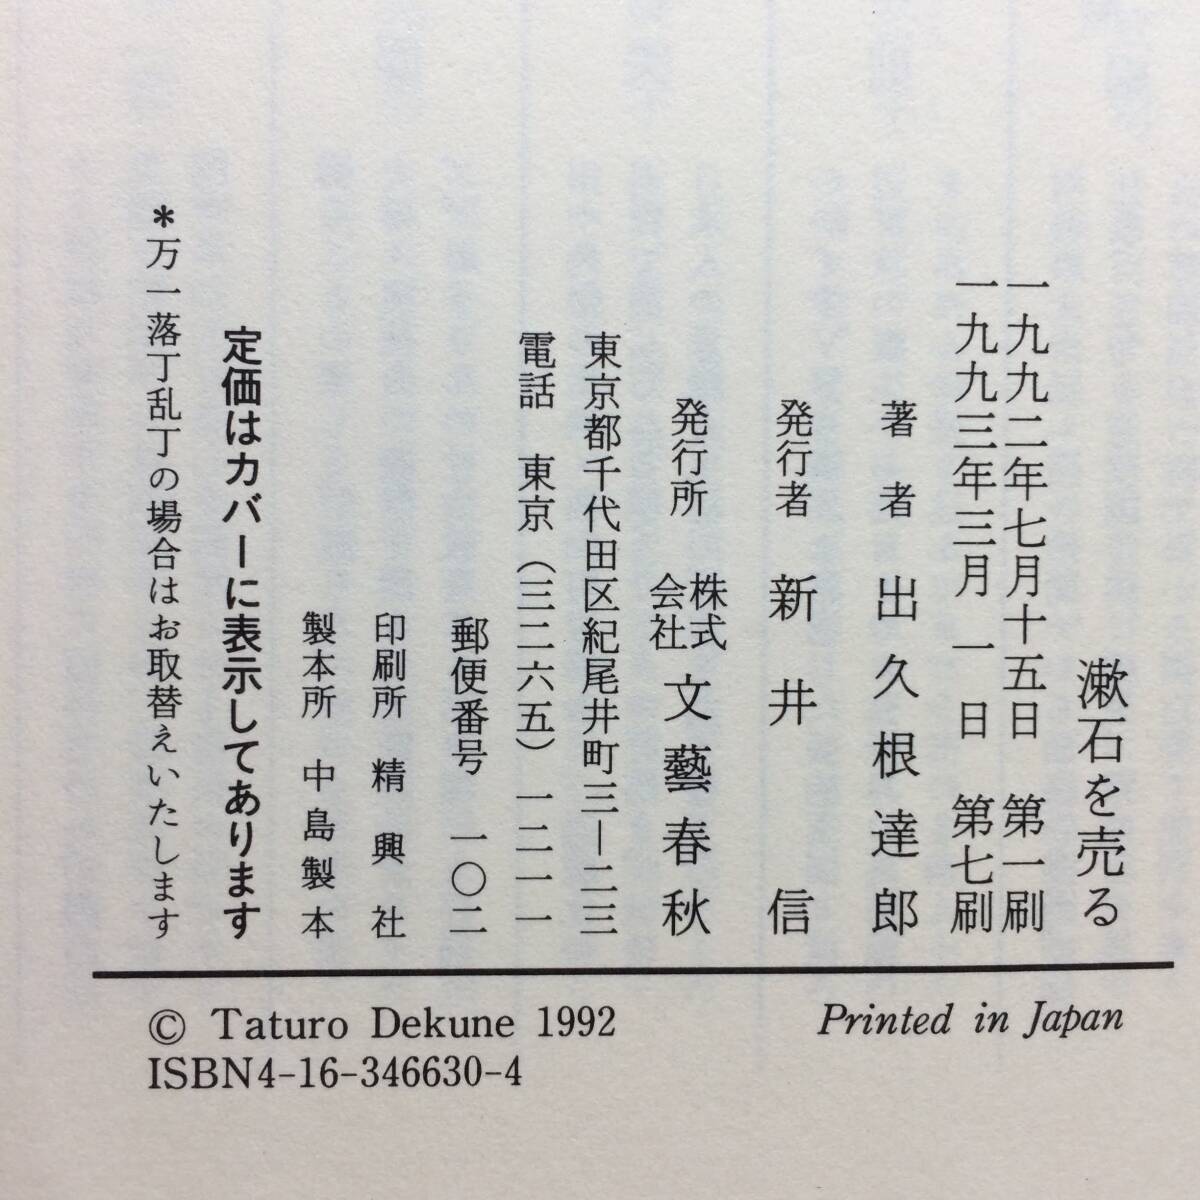 漱石を売る
一九九二年七月十五日　第一刷
一九九三年三月　一日　第七刷
著者　出久根達郎
発行者　新井　信
発行所　株式会社　文藝春秋
東京都千代田区紀尾井町三―二三
電話　東京（三二六五）一二一一
郵便番号　一〇二
印刷所　精興社
製本所　中島製本
定価はカバーに表示してあります
＊万一落丁乱丁の場合はお取替えいたします
© Taturo Dekune 1992
Printed in Japan
ISBN4-16-346630-4